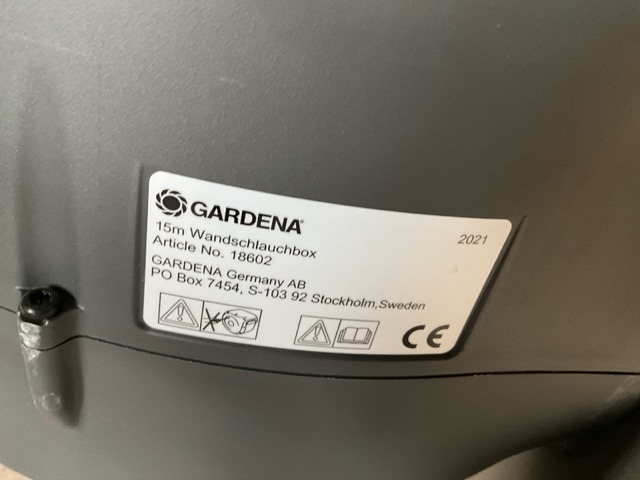 GARDENA
2021
15m Wandschlauchbox
Article No. 18602
GARDENA Germany AB
PO Box 7454, S-103 92 Stockholm,Sweden
CE